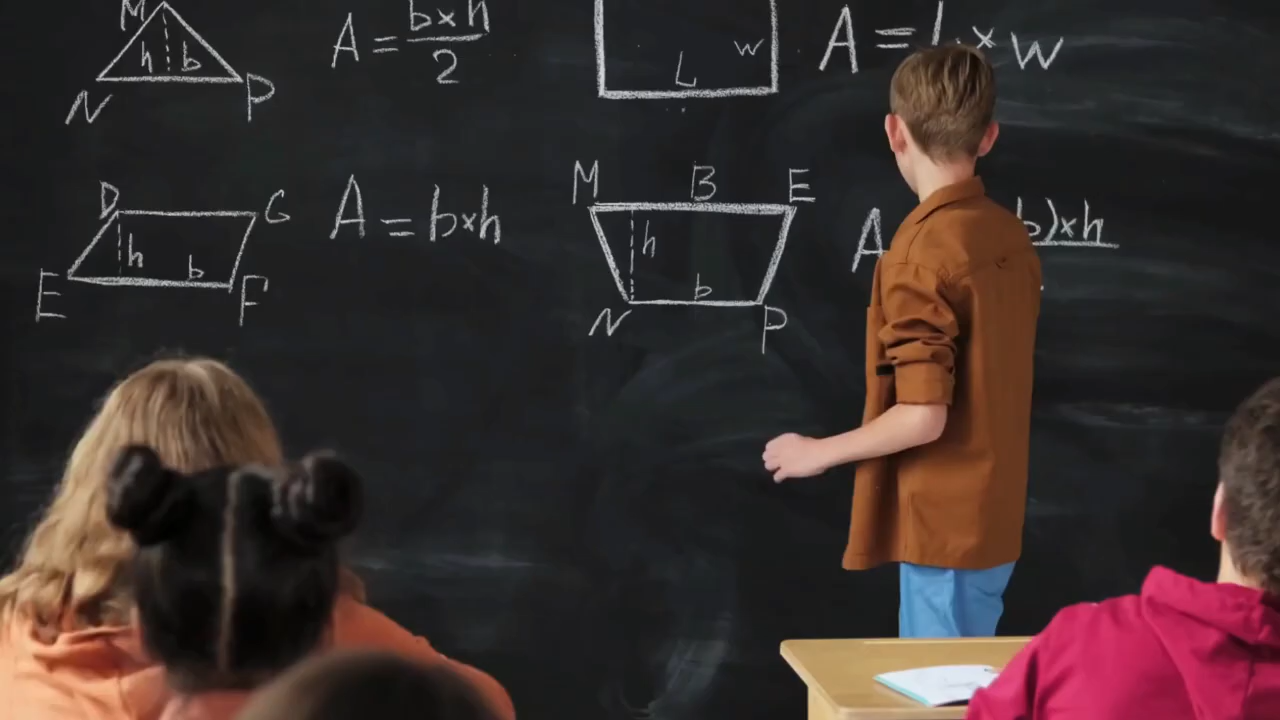 M
h b
N P
A = b×h
2
W
L
A = L × W
D G
h b
E F
A = b×h
M B E
h
b
N P
A
b)×h